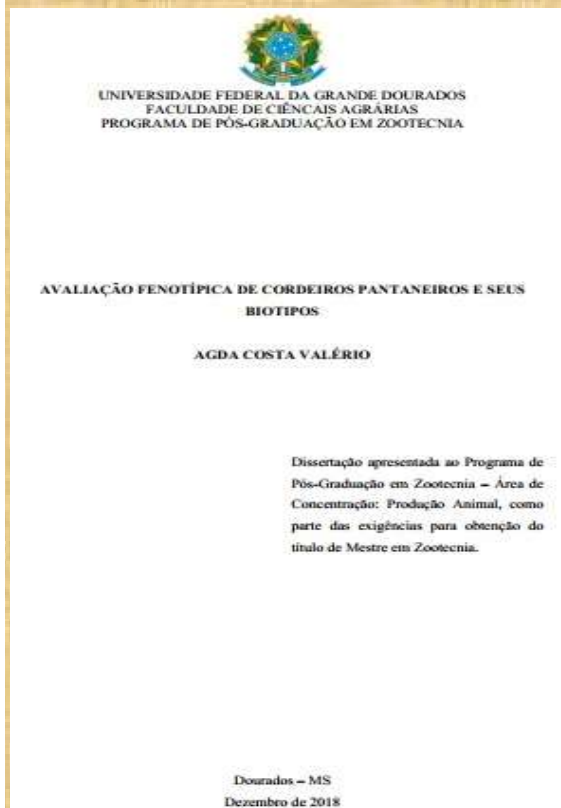 UNIVERSIDADE FEDERAL DA GRANDE DOURADOS
FACULDADE DE CIÊNCAIS AGRÁRIAS
PROGRAMA DE PÓS-GRADUAÇÃO EM ZOOTECNIA
AVALIAÇÃO FENOTÍPICA DE CORDEIROS PANTANEIROS E SEUS
BIOTIPOS
AGDA COSTA VALÉRIO
Dissertação apresentada ao Programa de
Pós-Graduação em Zootecnia – Área de
Concentração: Produção Animal, como
parte das exigências para obtenção do
título de Mestre em Zootecnia.
Dourados – MS
Dezembro de 2018